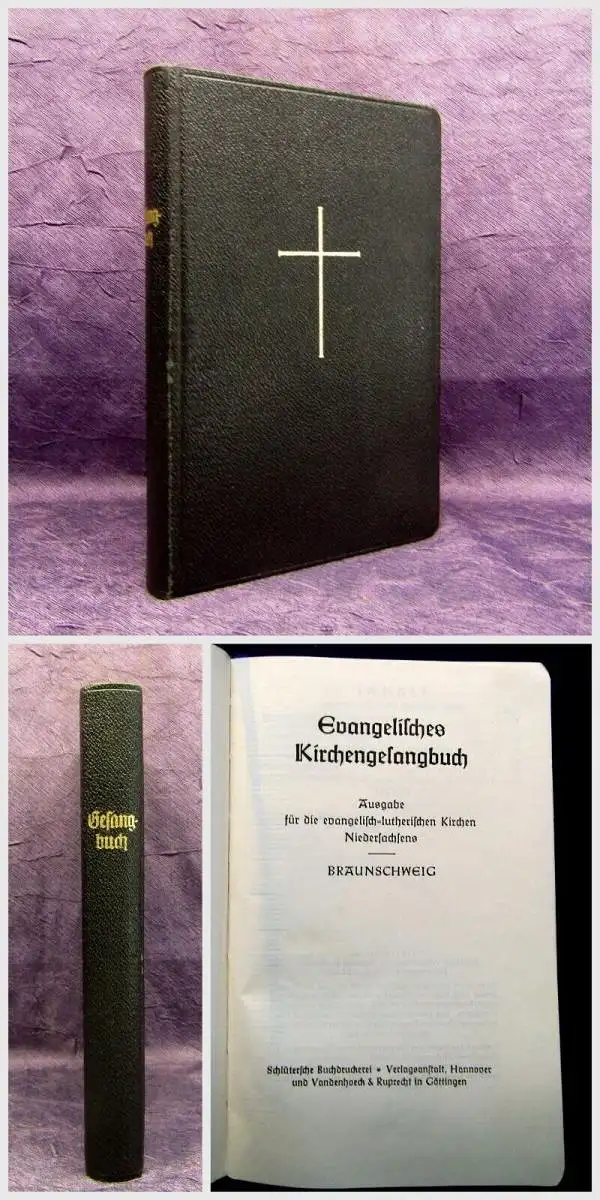 Gesang-
buch
Evangelisches
Kirchengesangbuch
Ausgabe
für die evangelisch-lutherischen Kirchen
Niedersachsens
BRAUNSCHWEIG
Schlütersche Buchdruckerei * Verlagsanstalt, Hannover
und Vandenhoeck & Ruprecht in Göttingen